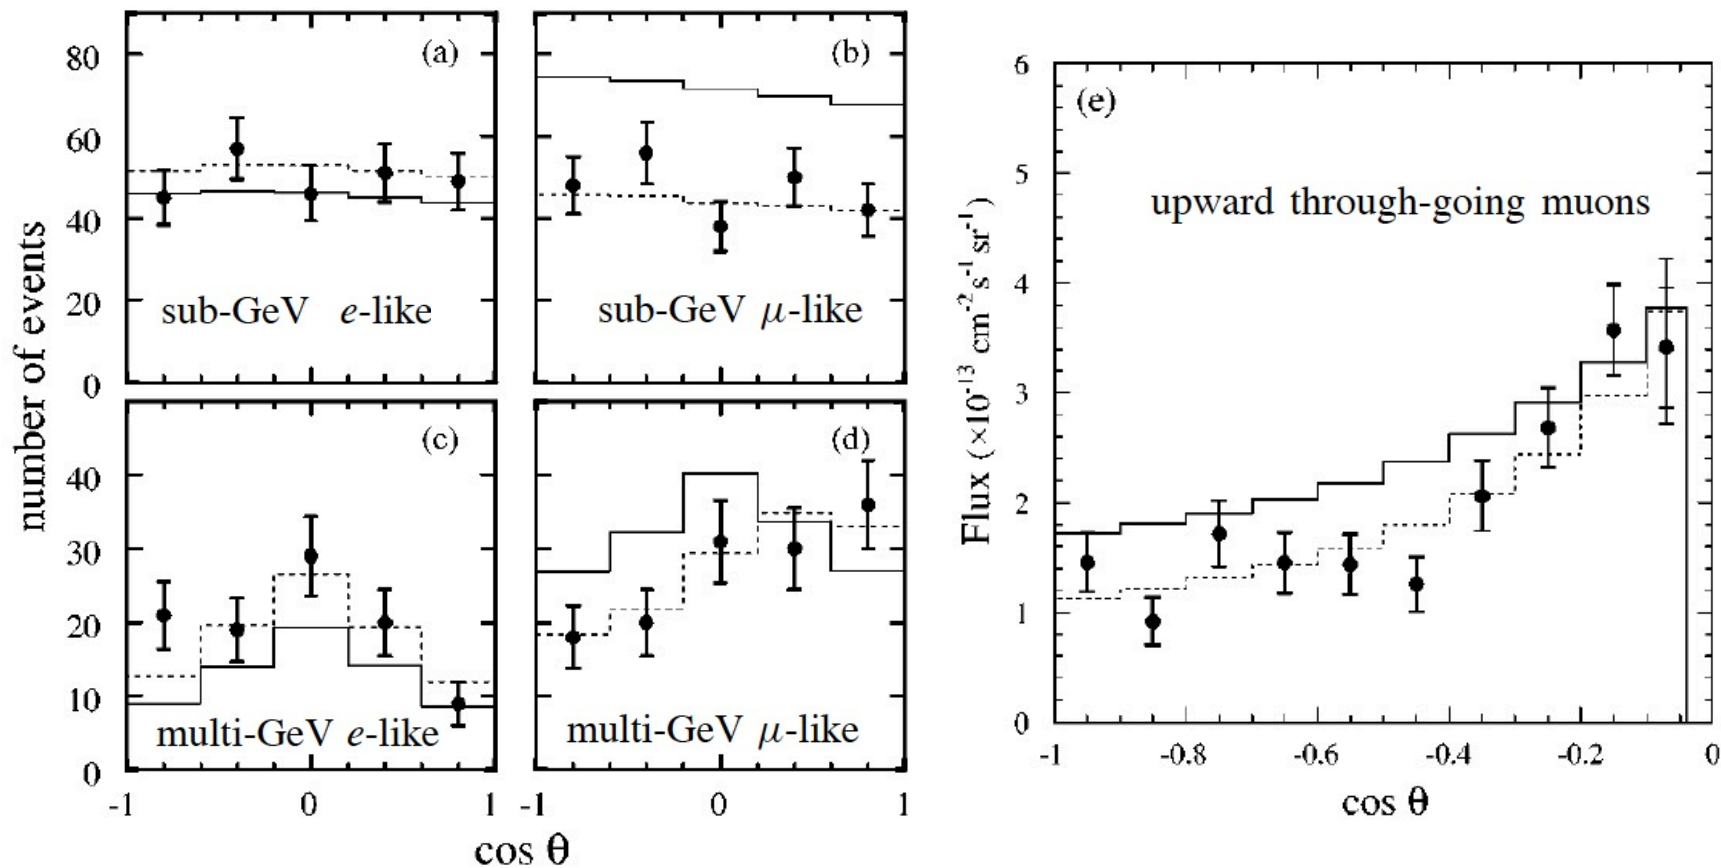 (a)
80
60
40
20
0
sub-GeV e-like
(b)
sub-GeV μ-like
number of events
(c)
40
30
20
10
0
multi-GeV e-like
-1 0 1
(d)
multi-GeV μ-like
-1 0 1
cos θ
(e)
6
5
4
3
2
1
0
upward through-going muons
Flux (×10⁻¹³ cm⁻²s⁻¹sr⁻¹)
-1 -0.8 -0.6 -0.4 -0.2 0
cos θ